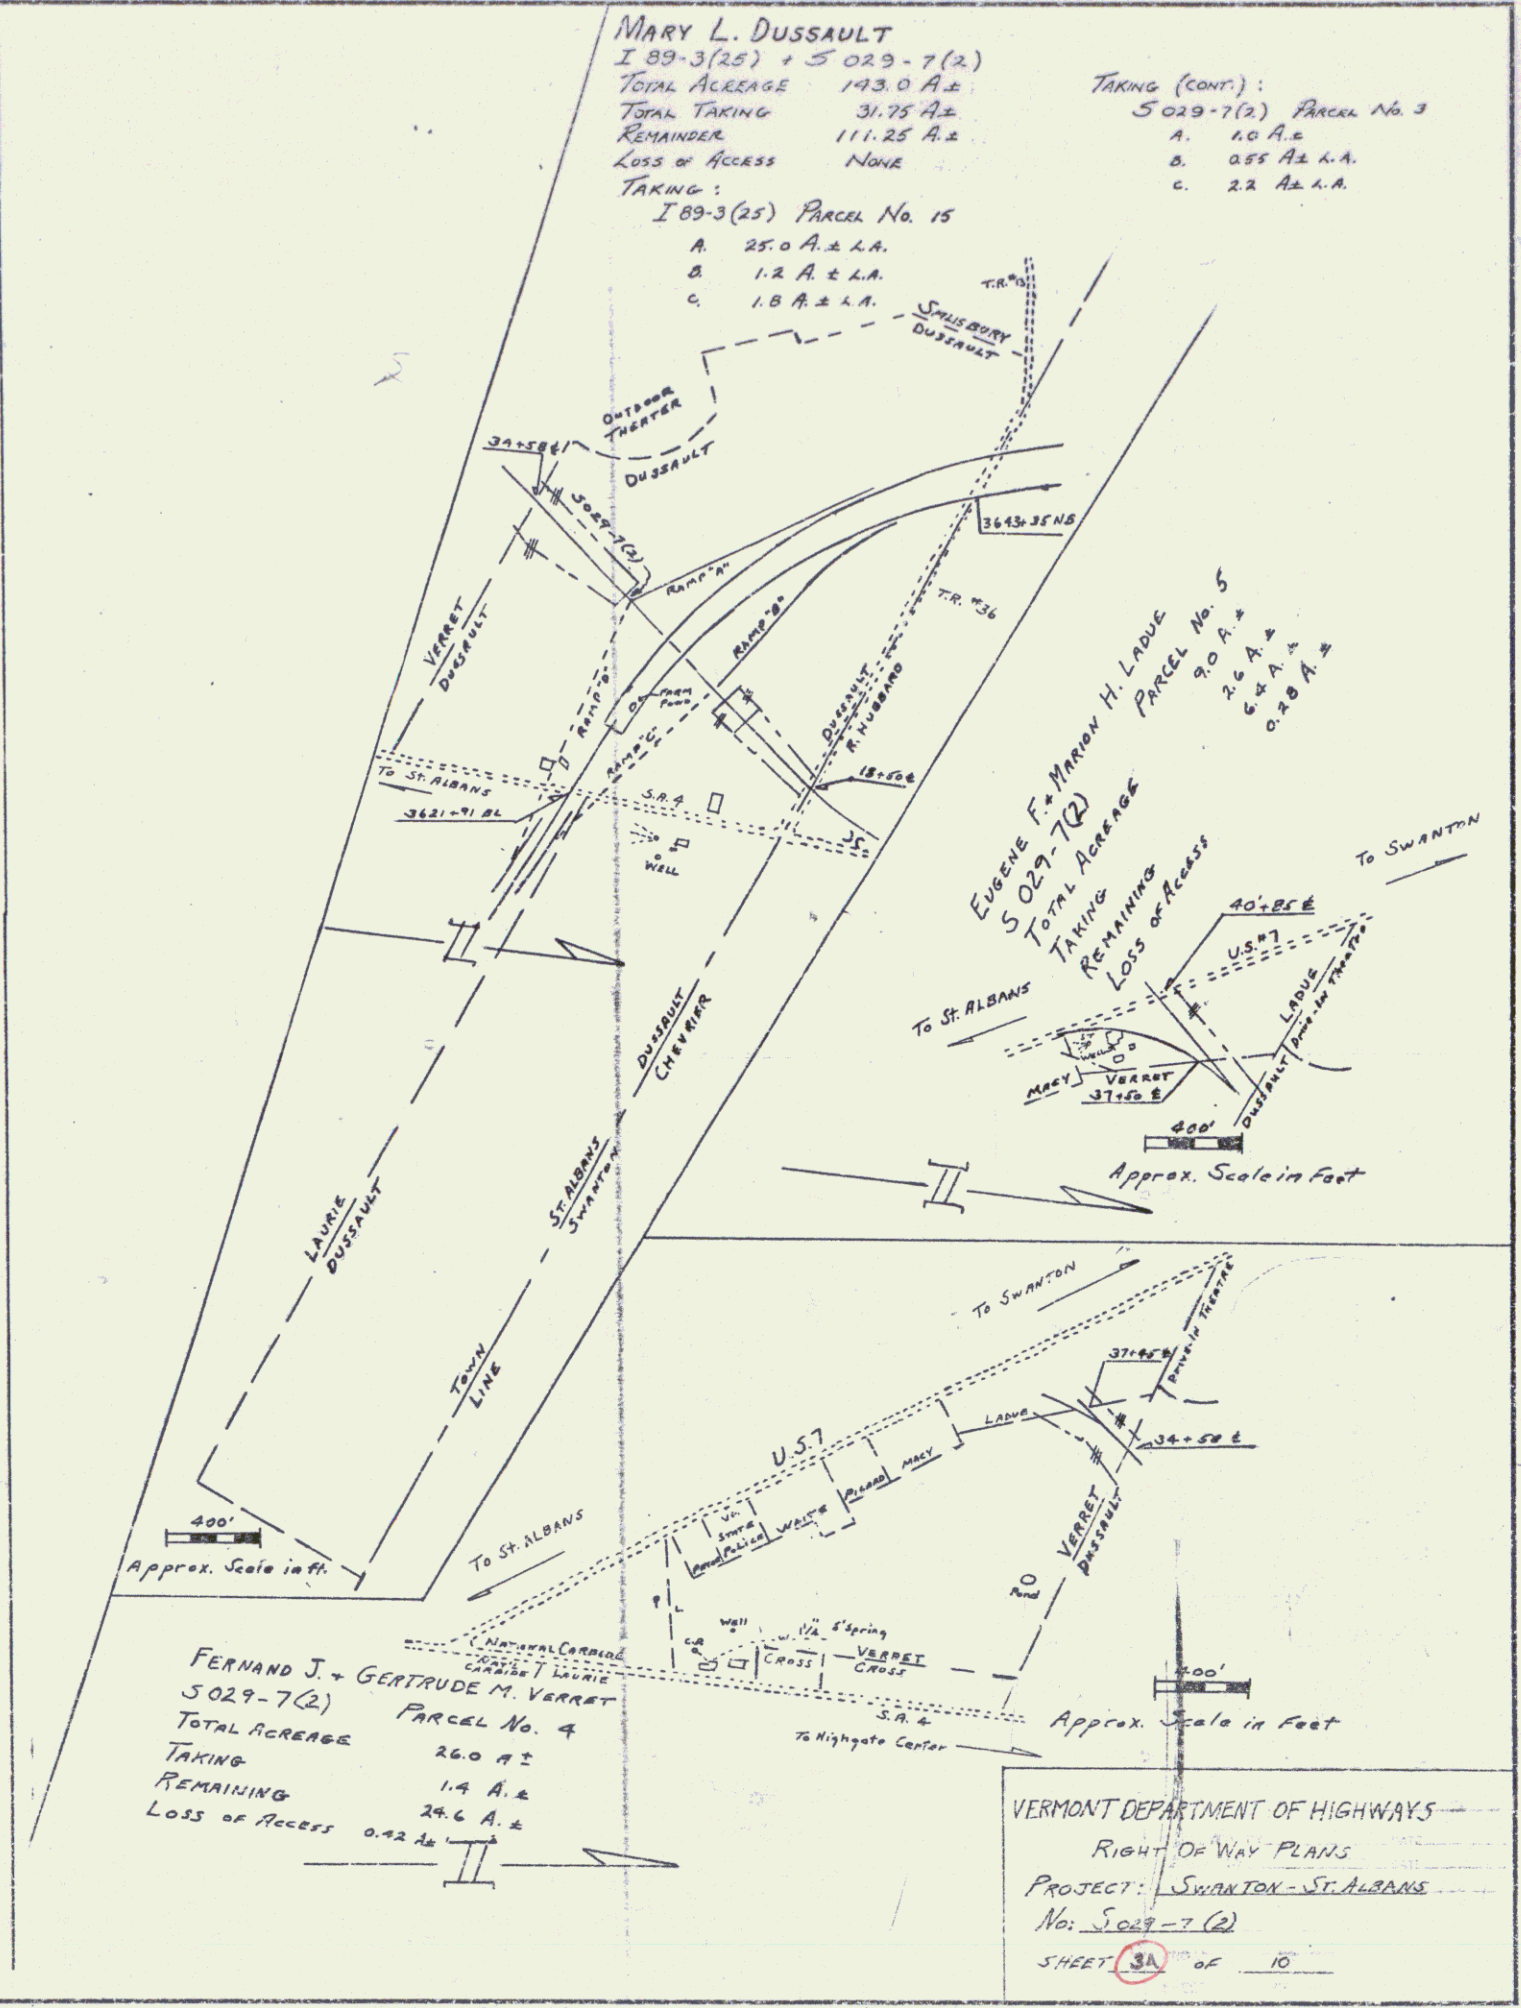 MARY L. DUSSAULT
I 89-3(25) + S 029-7(2)
TOTAL ACREAGE 143.0 A±
TOTAL TAKING 31.75 A±
REMAINDER 111.25 A.±
LOSS OF ACCESS NONE
TAKING :
I 89-3(25) PARCEL No. 15
A. 25.0 A.± L.A.
B. 1.2 A.± L.A.
C. 1.8 A.± L.A.
TAKING (CONT.) :
S 029-7(2) PARCEL No. 3
A. 1.0 A.±
B. 0.55 A± L.A.
C. 2.2 A± L.A.
T.R.#13
SALISBURY
DUSSAULT
OUTDOOR
THEATER
DUSSAULT
34+58 ℄
S029-7(2)
RAMP "A"
3643+35 NB
T.R. #36
RAMP "B"
VERRET
DUSSAULT
RAMP "D"
FARM
POND
RAMP "C"
DUSSAULT
R. HUBBARD
18+50 ℄
TO ST. ALBANS
3621+91 BL
S.A.4
WELL
DUSSAULT
CHEVRIER
ST. ALBANS
SWANTON
LAURIE
DUSSAULT
TOWN
LINE
400'
Approx. Scale in ft.
EUGENE F. + MARION H. LADUE
S 029-7(2) PARCEL No. 5
TOTAL ACREAGE 9.0 A.±
TAKING 2.6 A.±
REMAINING 6.4 A.±
LOSS OF ACCESS 0.28 A.±
To SWANTON
40+85 ℄
U.S.#7
To St. ALBANS
LADUE
Drive-In Theatre
WELL
MACY
VERRET
37+50 ℄
DUSSAULT
400'
Approx. Scale in Feet
To SWANTON
37+45 ℄
DRIVE-IN THEATRE
LADUE
34+58 ℄
U.S.7
MACY
PICARD
WAITE
VT.
STATE
POLICE
VERRET
DUSSAULT
To St. ALBANS
Pond
P L
Well
1/2" 5' Spring
NATIONAL CARBIDE
NAT'L
CARBIDE
LAURIE
CROSS
VERRET
CROSS
S.A.4
To Highgate Center
400'
Approx. Scale in Feet
FERNAND J. + GERTRUDE M. VERRET
S 029-7(2) PARCEL No. 4
TOTAL ACREAGE 26.0 A±
TAKING 1.4 A.±
REMAINING 24.6 A.±
LOSS OF ACCESS 0.42 A±
VERMONT DEPARTMENT OF HIGHWAYS
RIGHT OF WAY PLANS
PROJECT: SWANTON-ST. ALBANS
No: S 029-7(2)
SHEET 3A OF 10